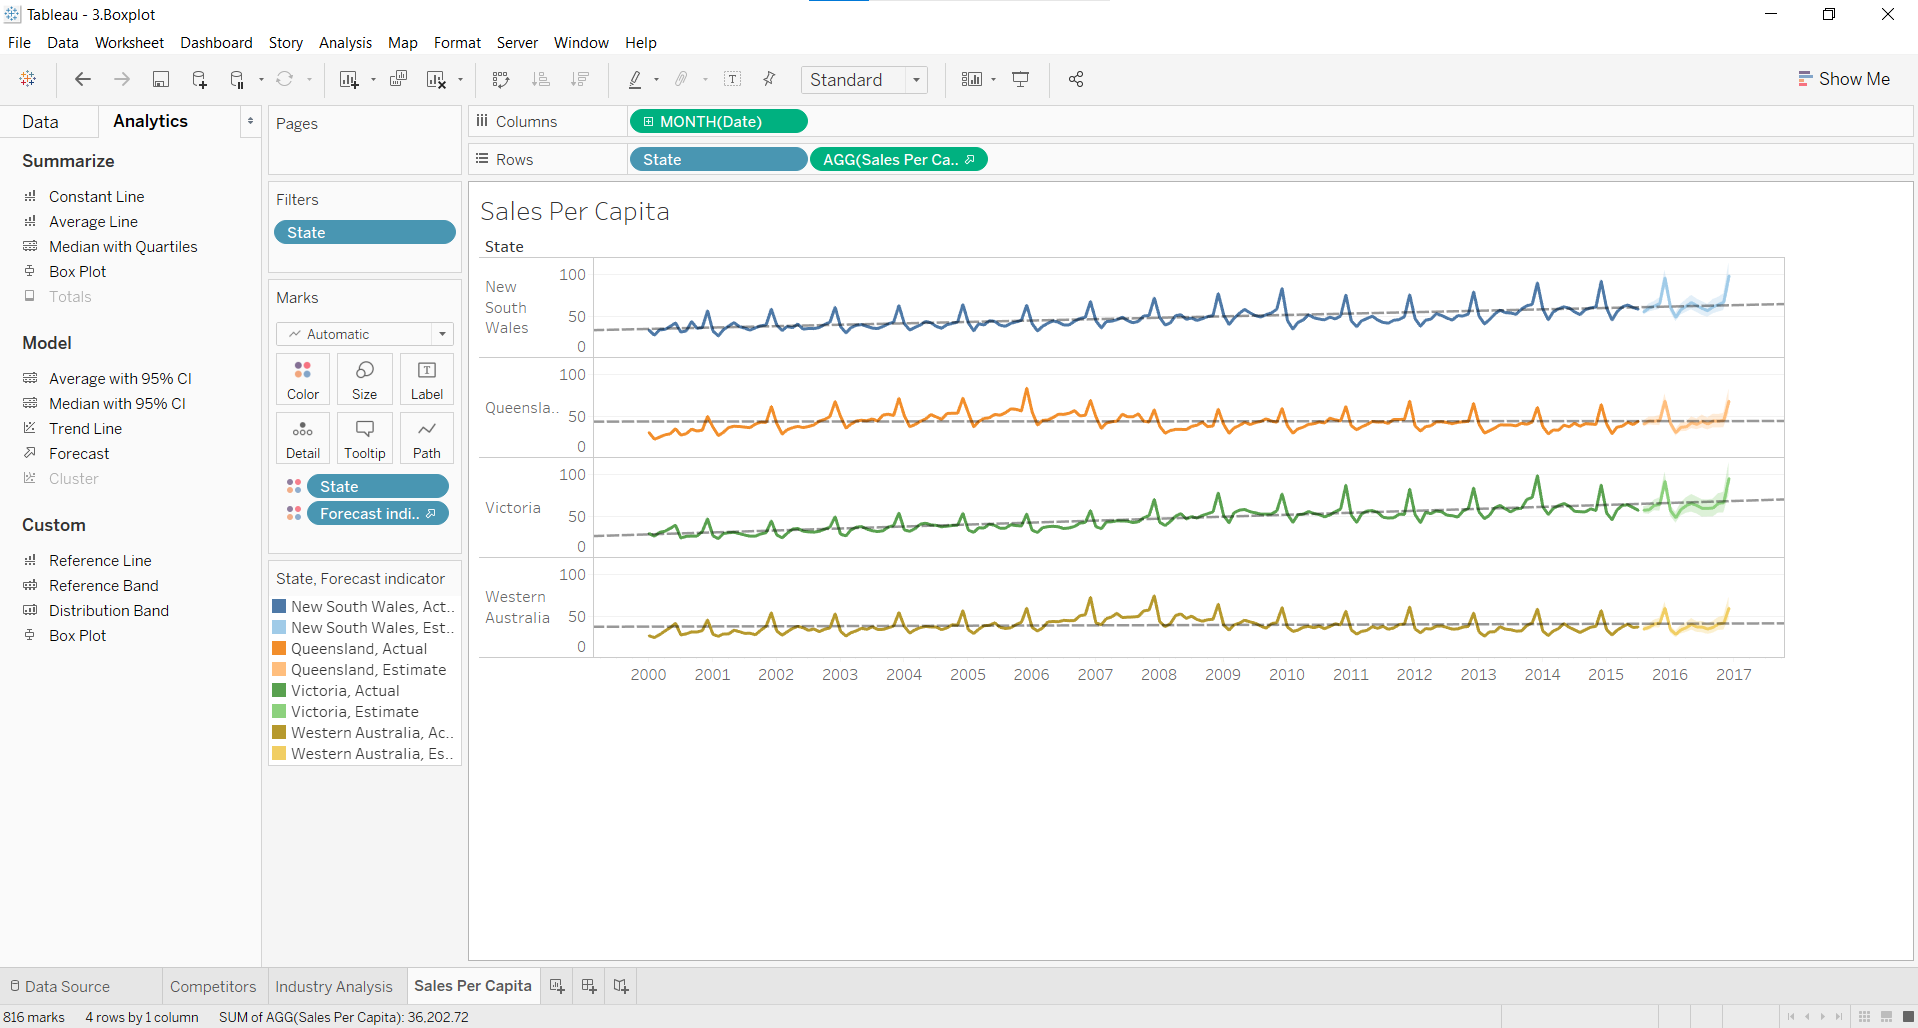 Tableau - 3.Boxplot
File Data Worksheet Dashboard Story Analysis Map Format Server Window Help
Standard
Show Me
Data Analytics
Summarize
Constant Line
Average Line
Median with Quartiles
Box Plot
Totals
Model
Average with 95% CI
Median with 95% CI
Trend Line
Forecast
Cluster
Custom
Reference Line
Reference Band
Distribution Band
Box Plot
Pages
Filters
State
Marks
Automatic
Color Size Label
Detail Tooltip Path
State
Forecast indi..
State, Forecast indicator
New South Wales, Act..
New South Wales, Est..
Queensland, Actual
Queensland, Estimate
Victoria, Actual
Victoria, Estimate
Western Australia, Ac..
Western Australia, Es..
Columns MONTH(Date)
Rows State AGG(Sales Per Ca..
Sales Per Capita
State
New
South
Wales
100
50
0
Queensla..
100
50
0
Victoria
100
50
0
Western
Australia
100
50
0
2000 2001 2002 2003 2004 2005 2006 2007 2008 2009 2010 2011 2012 2013 2014 2015 2016 2017
Data Source Competitors Industry Analysis Sales Per Capita
816 marks 4 rows by 1 column SUM of AGG(Sales Per Capita): 36,202.72